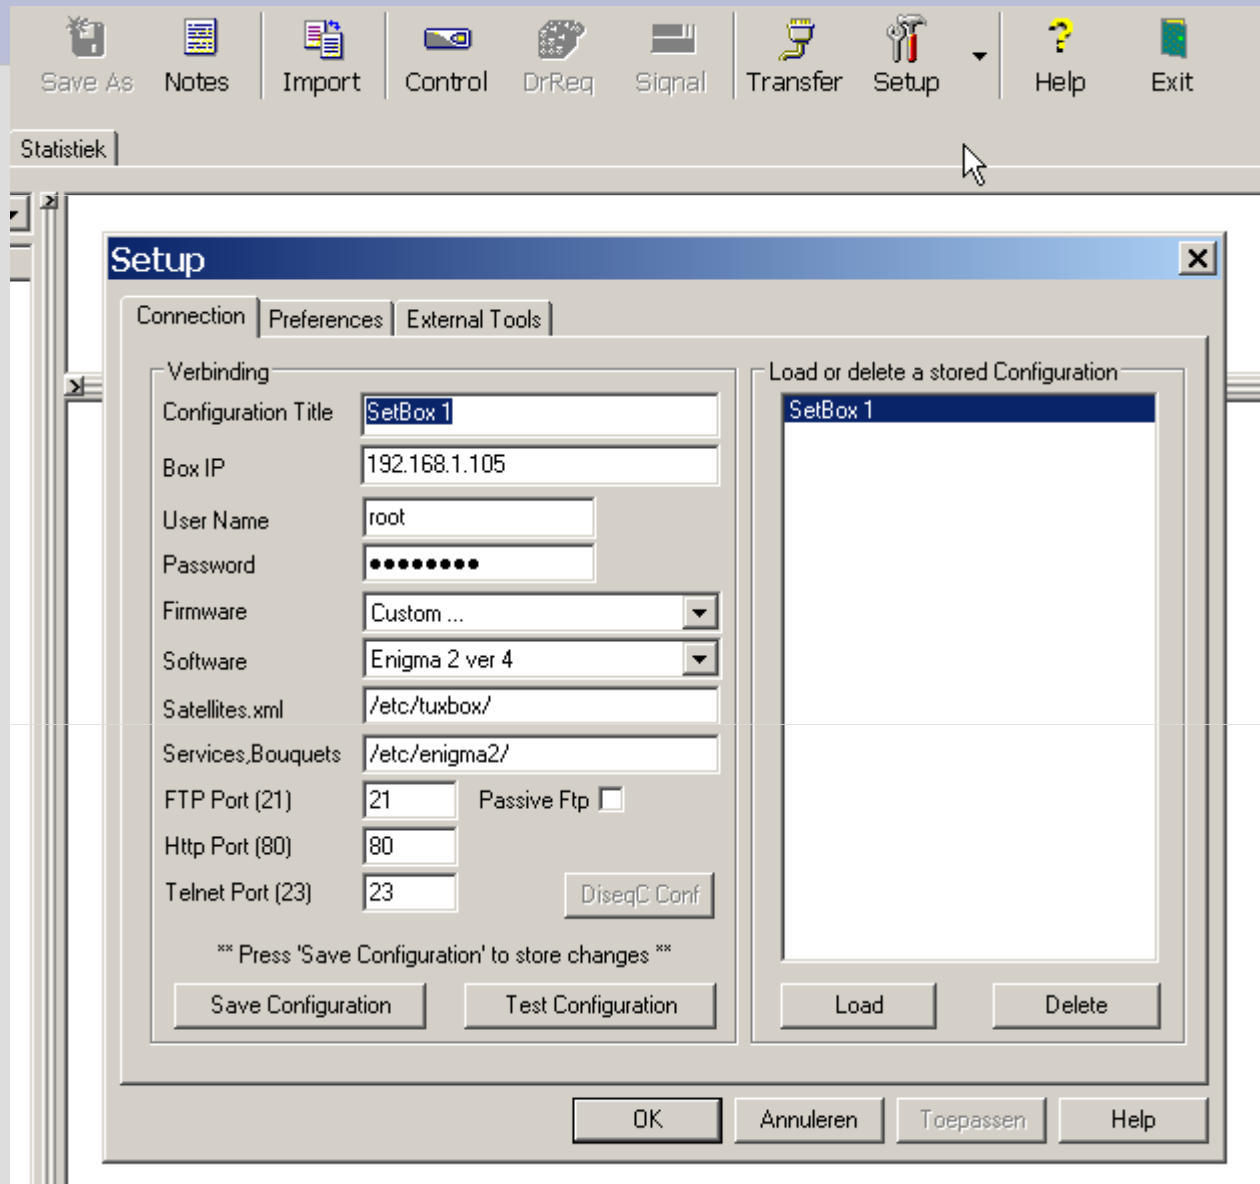 Save As Notes Import Control DrReq Signal Transfer Setup Help Exit
Statistiek
Setup
Connection Preferences External Tools
Verbinding
Configuration Title SetBox 1
Box IP 192.168.1.105
User Name root
Password ●●●●●●●●
Firmware Custom ...
Software Enigma 2 ver 4
Satellites.xml /etc/tuxbox/
Services,Bouquets /etc/enigma2/
FTP Port (21) 21 Passive Ftp
Http Port (80) 80
Telnet Port (23) 23 DiseqC Conf
** Press 'Save Configuration' to store changes **
Save Configuration Test Configuration
Load or delete a stored Configuration
SetBox 1
Load Delete
OK Annuleren Toepassen Help